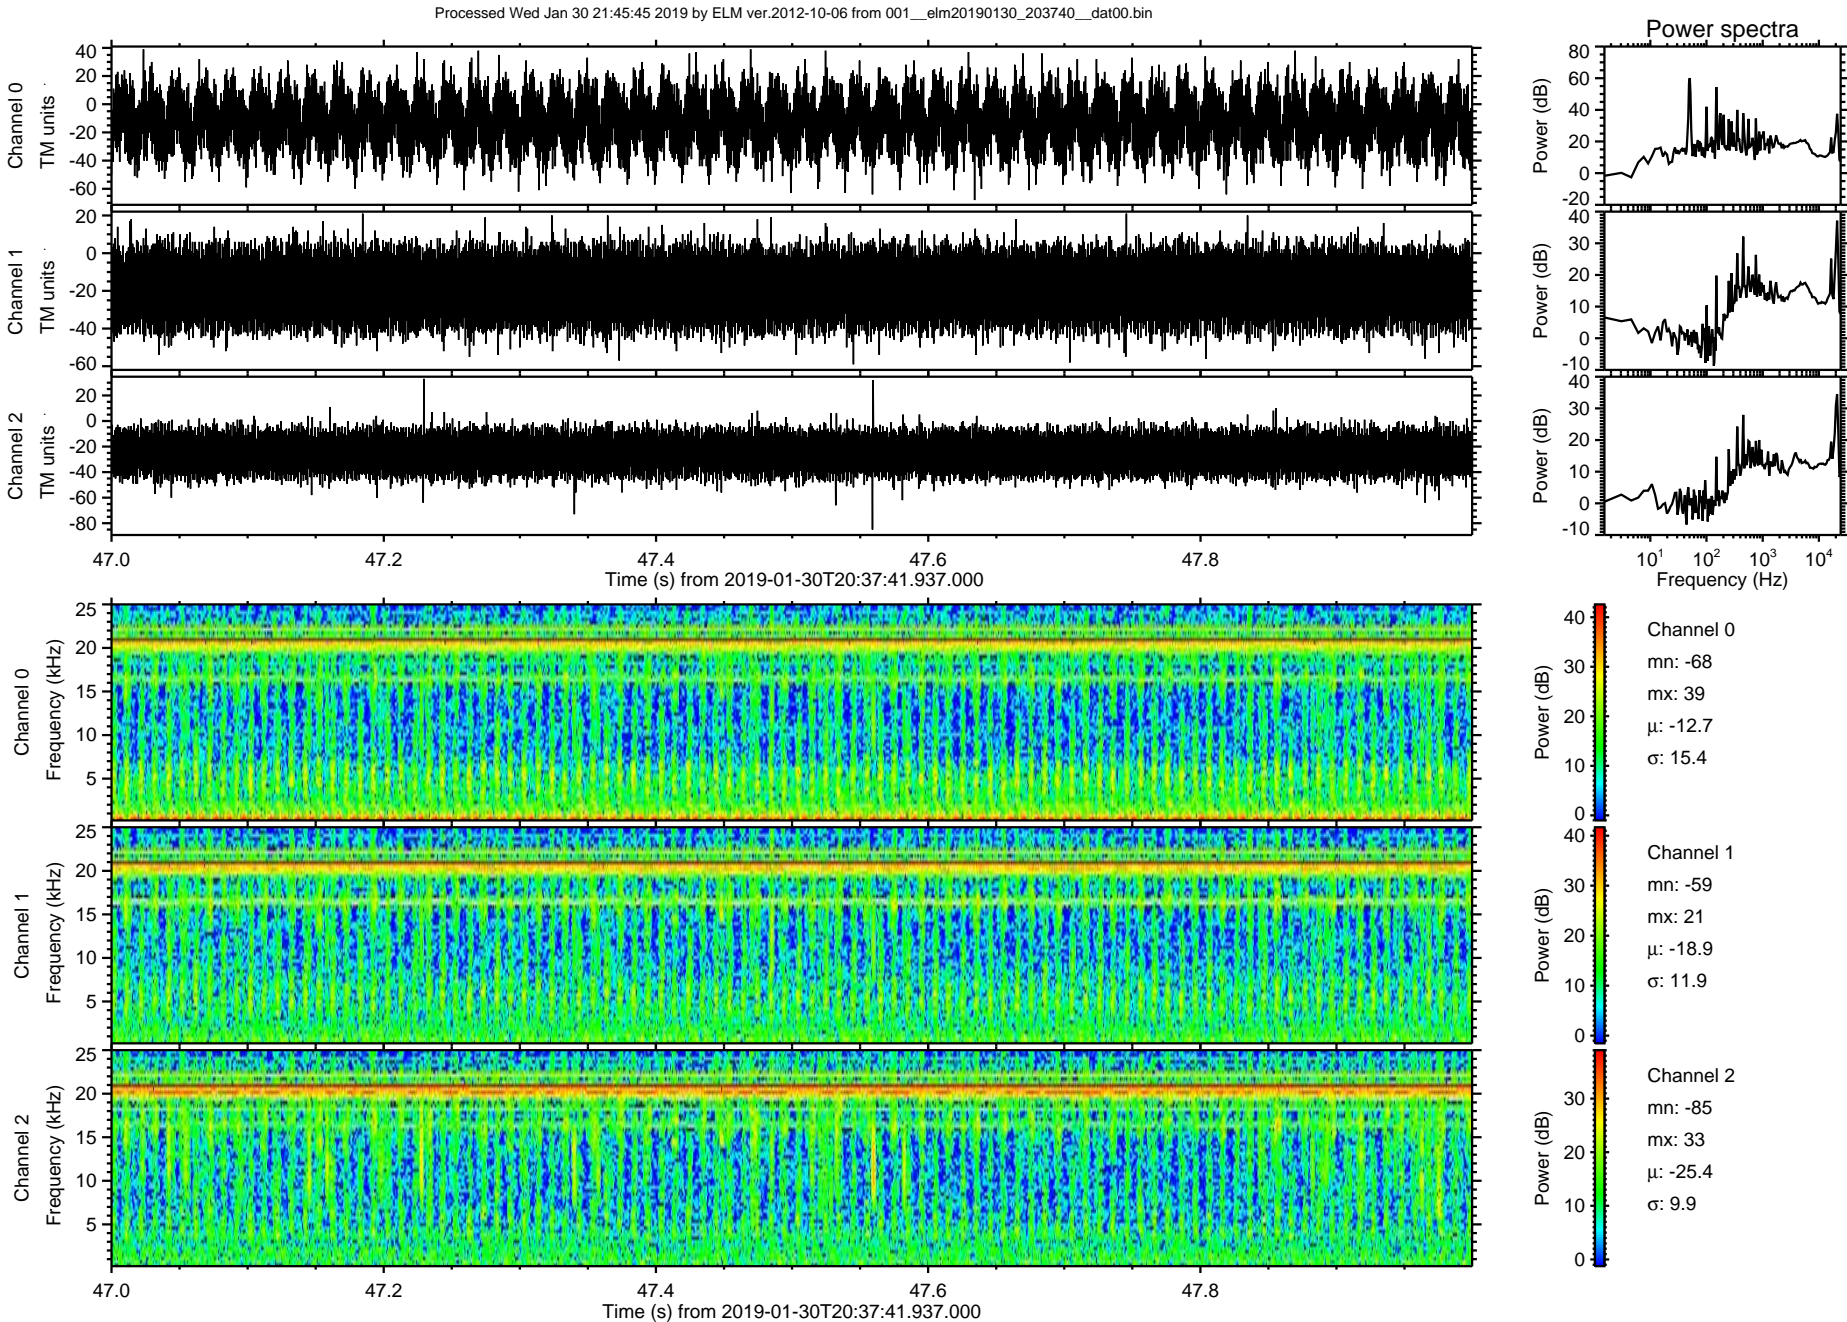 Processed Wed Jan 30 21:45:45 2019 by ELM ver.2012-10-06 from 001__elm20190130_203740__dat00.bin
Power spectra
Channel 0
TM units
40
20
0
-20
-40
-60
Power (dB)
80
60
40
20
0
-20
Channel 1
TM units
20
0
-20
-40
-60
Power (dB)
40
30
20
10
0
-10
Channel 2
TM units
20
0
-20
-40
-60
-80
Power (dB)
40
30
20
10
0
-10
47.0 47.2 47.4 47.6 47.8
Time (s) from 2019-01-30T20:37:41.937.000
10¹ 10² 10³ 10⁴
Frequency (Hz)
Channel 0
Frequency (kHz)
25
20
15
10
5
Power (dB)
40
30
20
10
0
Channel 0
mn: -68
mx: 39
μ: -12.7
σ: 15.4
Channel 1
Frequency (kHz)
25
20
15
10
5
Power (dB)
40
30
20
10
0
Channel 1
mn: -59
mx: 21
μ: -18.9
σ: 11.9
Channel 2
Frequency (kHz)
25
20
15
10
5
Power (dB)
30
20
10
0
Channel 2
mn: -85
mx: 33
μ: -25.4
σ: 9.9
47.0 47.2 47.4 47.6 47.8
Time (s) from 2019-01-30T20:37:41.937.000